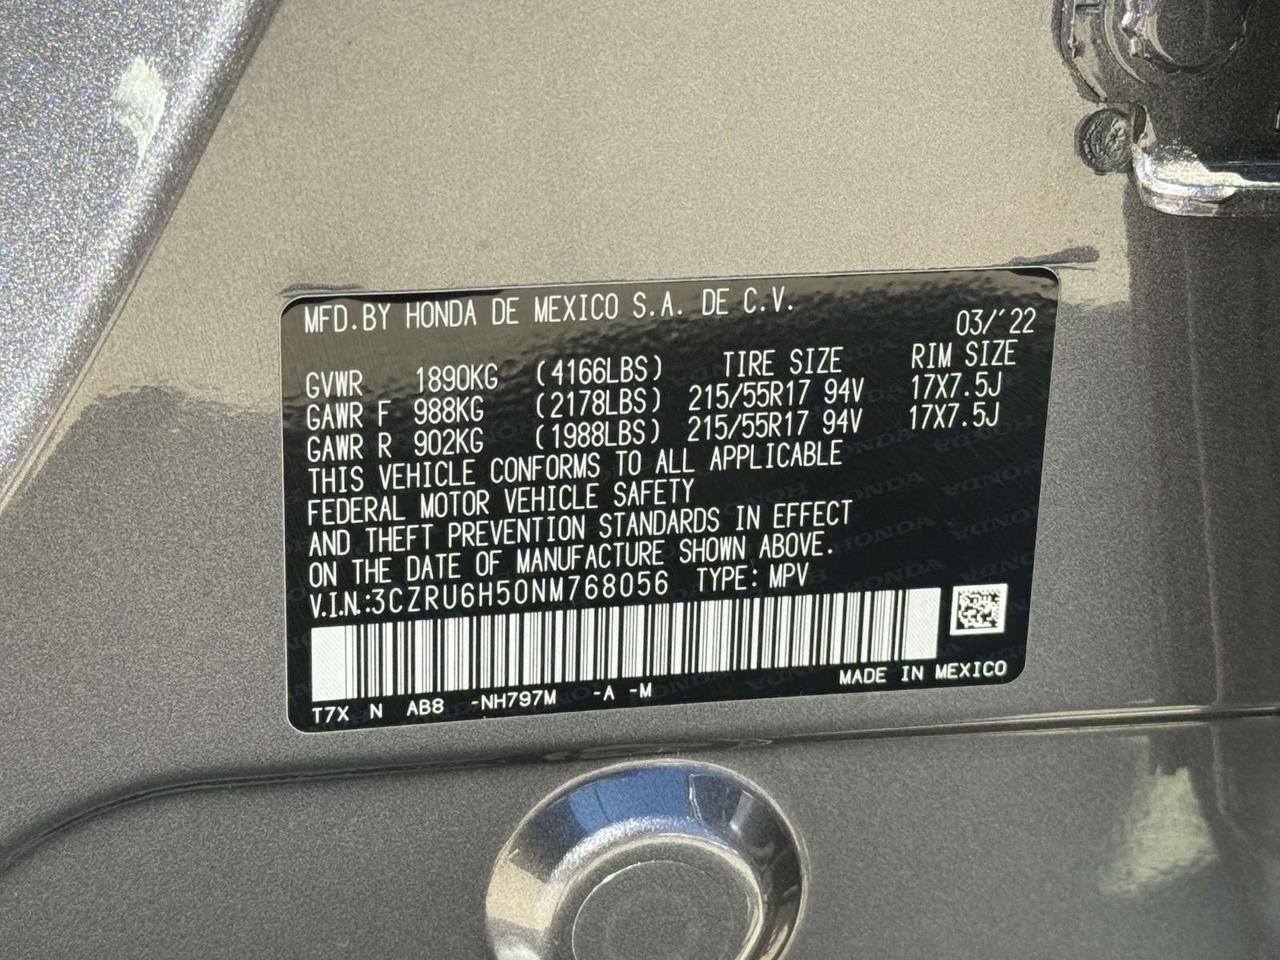 MFD.BY HONDA DE MEXICO S.A. DE C.V.
03/'22
GVWR 1890KG (4166LBS) TIRE SIZE RIM SIZE
GAWR F 988KG (2178LBS) 215/55R17 94V 17X7.5J
GAWR R 902KG (1988LBS) 215/55R17 94V 17X7.5J
THIS VEHICLE CONFORMS TO ALL APPLICABLE
FEDERAL MOTOR VEHICLE SAFETY
AND THEFT PREVENTION STANDARDS IN EFFECT
ON THE DATE OF MANUFACTURE SHOWN ABOVE.
V.I.N.:3CZRU6H50NM768056 TYPE:MPV
MADE IN MEXICO
T7X N AB8 -NH797M -A -M